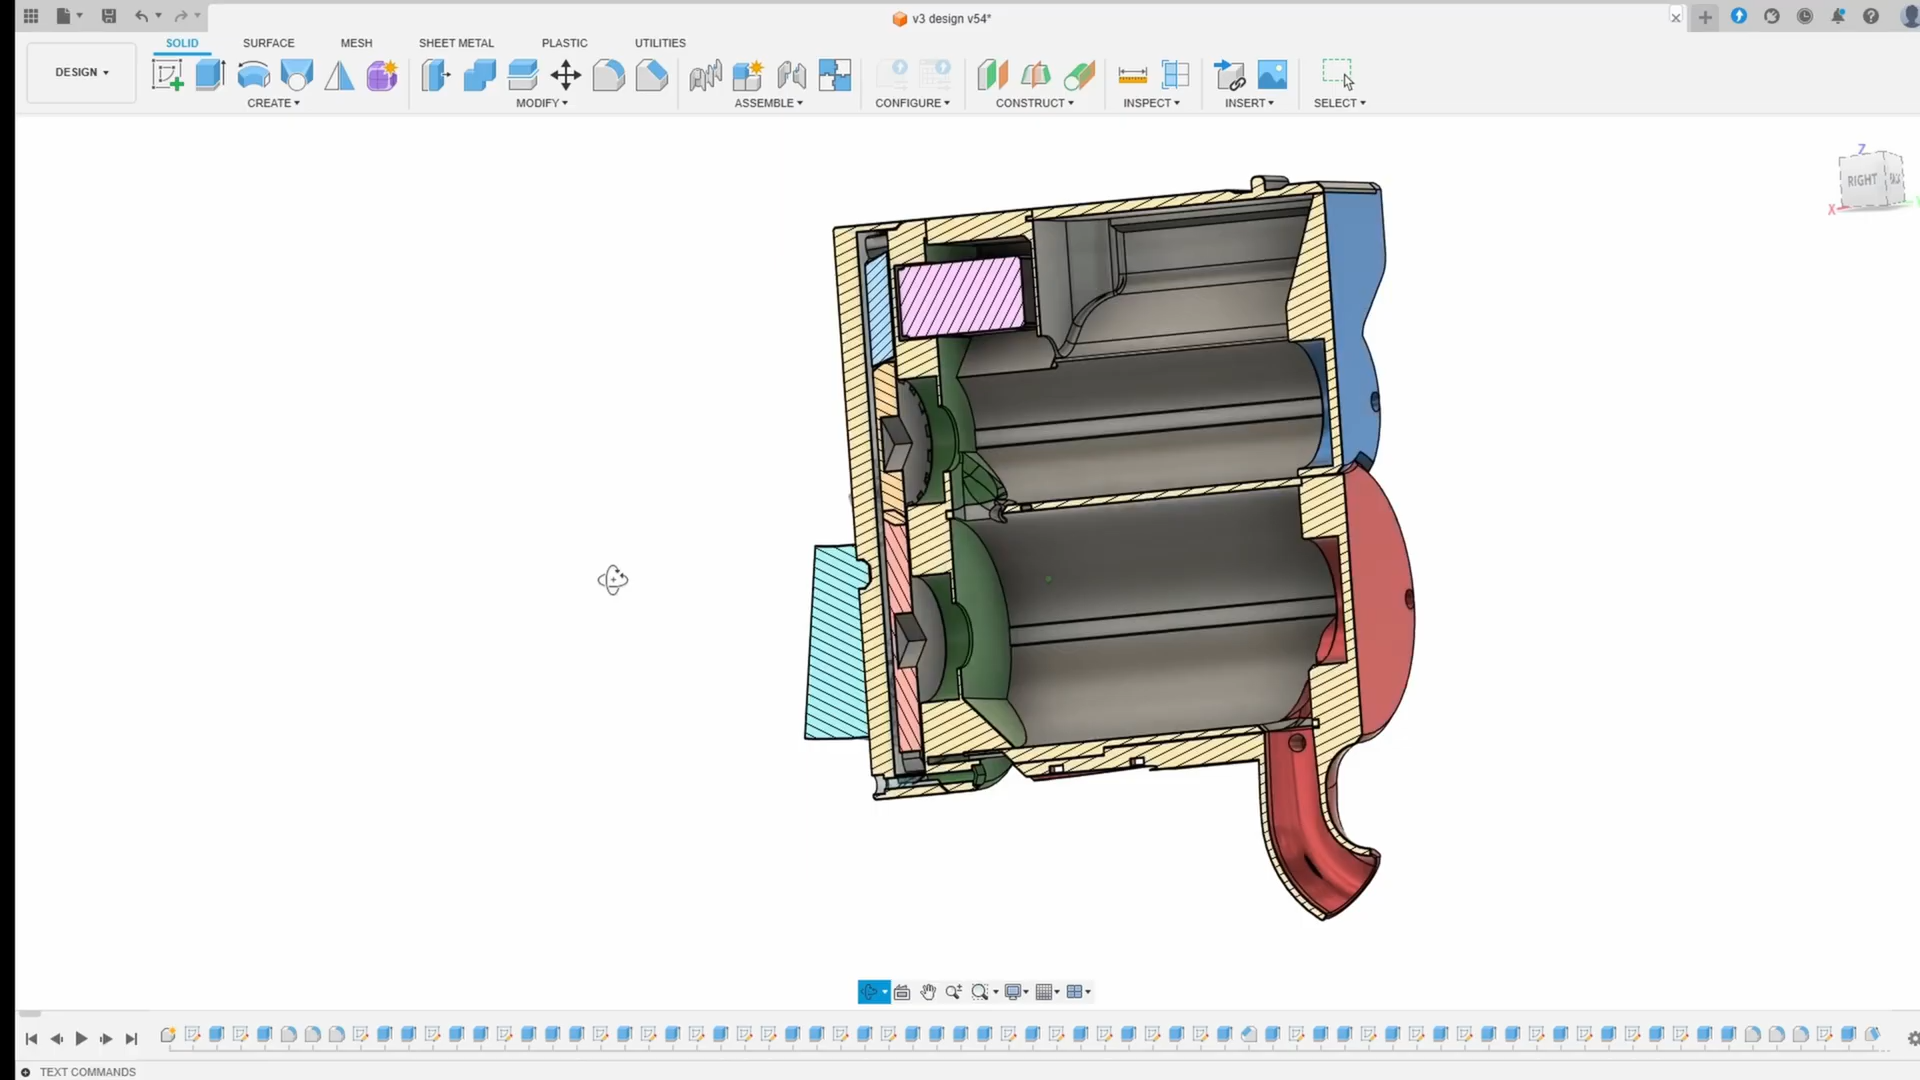 v3 design v54*
SOLID
SURFACE
MESH
SHEET METAL
PLASTIC
UTILITIES
DESIGN
CREATE
MODIFY
ASSEMBLE
CONFIGURE
CONSTRUCT
INSPECT
INSERT
SELECT
Z
RIGHT
X
TEXT COMMANDS